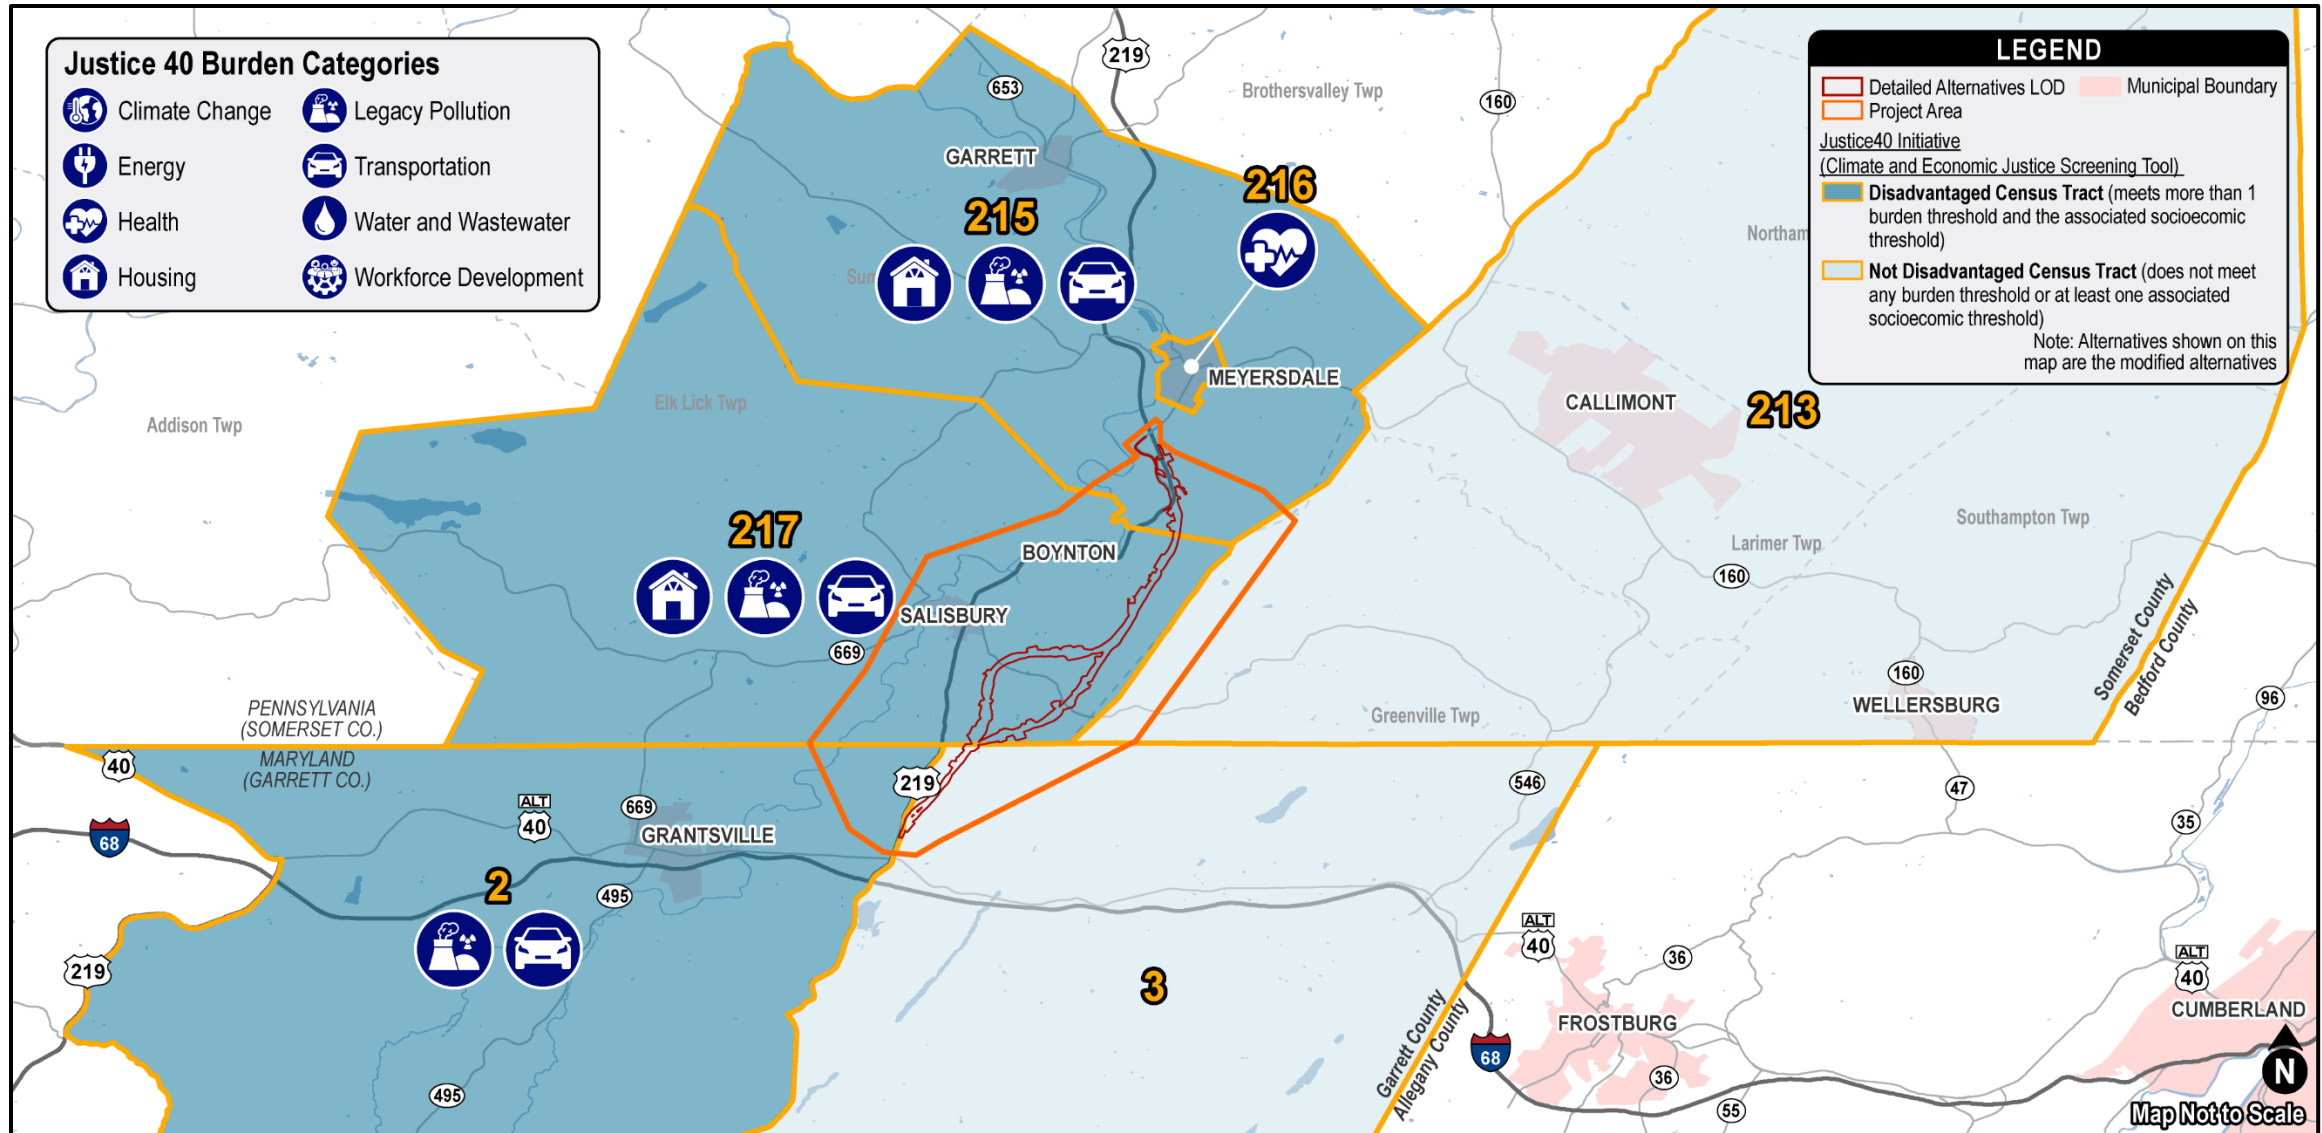 Justice 40 Burden Categories
Climate Change
Legacy Pollution
Energy
Transportation
Health
Water and Wastewater
Housing
Workforce Development
LEGEND
Detailed Alternatives LOD
Municipal Boundary
Project Area
Justice40 Initiative
(Climate and Economic Justice Screening Tool)
Disadvantaged Census Tract (meets more than 1
burden threshold and the associated socioecomic
threshold)
Not Disadvantaged Census Tract (does not meet
any burden threshold or at least one associated
socioecomic threshold)
Note: Alternatives shown on this
map are the modified alternatives
219
653
Brothersvalley Twp
160
GARRETT
216
215
Northam
Sum
MEYERSDALE
Elk Lick Twp
CALLIMONT
213
Addison Twp
217
Southampton Twp
BOYNTON
Larimer Twp
160
SALISBURY
669
Somerset County
Bedford County
160
96
WELLERSBURG
PENNSYLVANIA
(SOMERSET CO.)
Greenville Twp
MARYLAND
(GARRETT CO.)
40
219
546
47
ALT
40
669
35
68
GRANTSVILLE
2
495
ALT
40
36
ALT
40
219
3
Garrett County
Allegany County
FROSTBURG
CUMBERLAND
68
36
495
55
N
Map Not to Scale